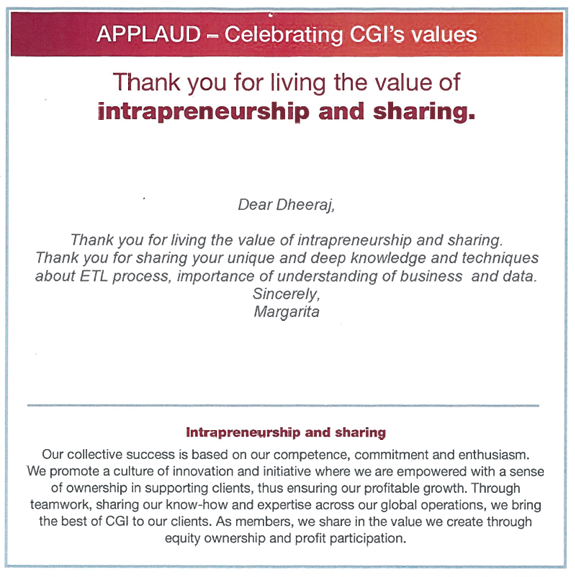 APPLAUD – Celebrating CGI's values
Thank you for living the value of
intrapreneurship and sharing.
Dear Dheeraj,
Thank you for living the value of intrapreneurship and sharing.
Thank you for sharing your unique and deep knowledge and techniques
about ETL process, importance of understanding of business  and data.
Sincerely,
Margarita
Intrapreneurship and sharing
Our collective success is based on our competence, commitment and enthusiasm.
We promote a culture of innovation and initiative where we are empowered with a sense
of ownership in supporting clients, thus ensuring our profitable growth. Through
teamwork, sharing our know-how and expertise across our global operations, we bring
the best of CGI to our clients. As members, we share in the value we create through
equity ownership and profit participation.